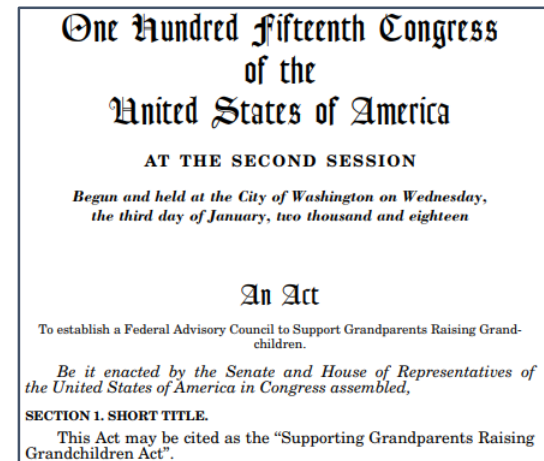 One Hundred Fifteenth Congress
of the
United States of America
AT THE SECOND SESSION
Begun and held at the City of Washington on Wednesday,
the third day of January, two thousand and eighteen
An Act
To establish a Federal Advisory Council to Support Grandparents Raising Grand-
children.
Be it enacted by the Senate and House of Representatives of
the United States of America in Congress assembled,
SECTION 1. SHORT TITLE.
This Act may be cited as the “Supporting Grandparents Raising
Grandchildren Act”.